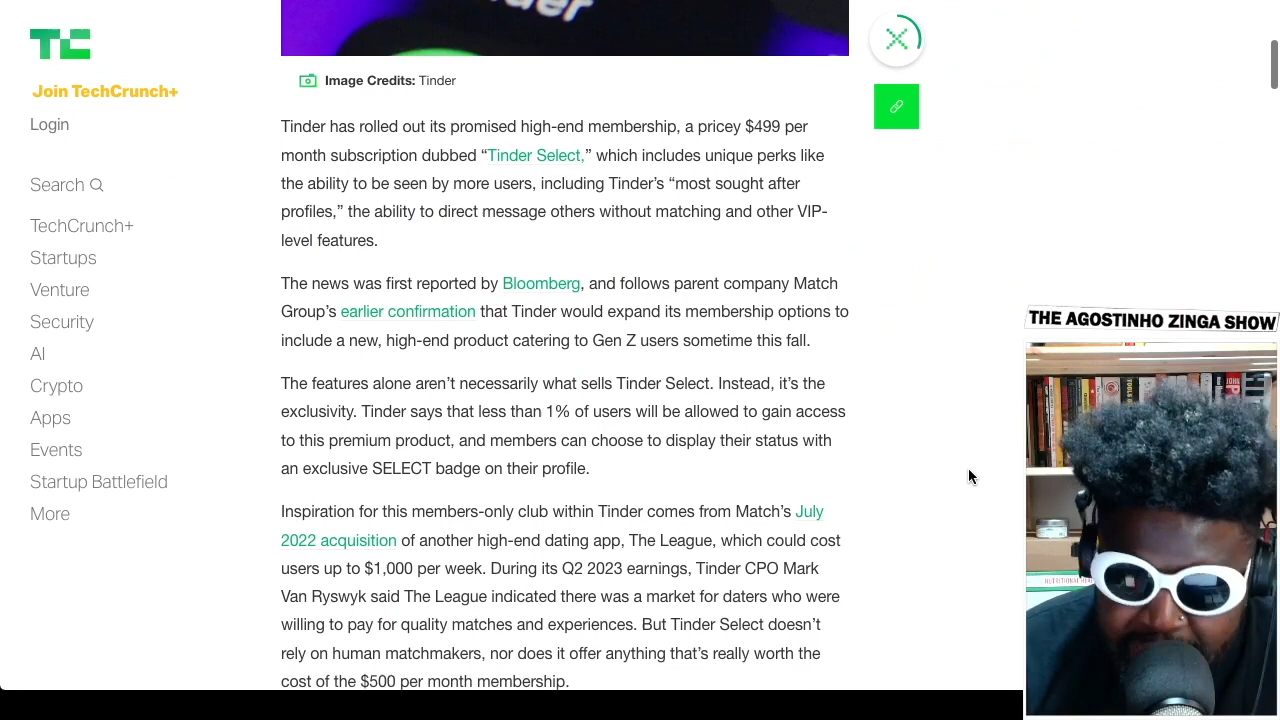 TC
Join TechCrunch+
Login
Search
TechCrunch+
Startups
Venture
Security
AI
Crypto
Apps
Events
Startup Battlefield
More
Image Credits: Tinder
Tinder has rolled out its promised high-end membership, a pricey $499 per
month subscription dubbed “Tinder Select,” which includes unique perks like
the ability to be seen by more users, including Tinder’s “most sought after
profiles,” the ability to direct message others without matching and other VIP-
level features.
The news was first reported by Bloomberg, and follows parent company Match
Group’s earlier confirmation that Tinder would expand its membership options to
include a new, high-end product catering to Gen Z users sometime this fall.
The features alone aren’t necessarily what sells Tinder Select. Instead, it’s the
exclusivity. Tinder says that less than 1% of users will be allowed to gain access
to this premium product, and members can choose to display their status with
an exclusive SELECT badge on their profile.
Inspiration for this members-only club within Tinder comes from Match’s July
2022 acquisition of another high-end dating app, The League, which could cost
users up to $1,000 per week. During its Q2 2023 earnings, Tinder CPO Mark
Van Ryswyk said The League indicated there was a market for daters who were
willing to pay for quality matches and experiences. But Tinder Select doesn’t
rely on human matchmakers, nor does it offer anything that’s really worth the
cost of the $500 per month membership.
THE AGOSTINHO ZINGA SHOW